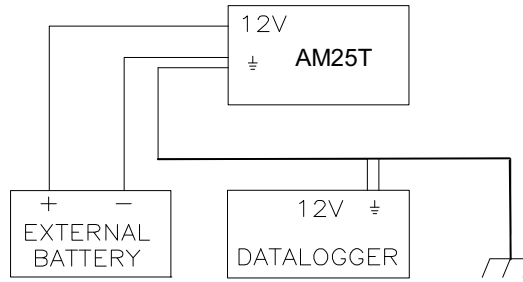 12V
AM25T
+ −
EXTERNAL
BATTERY
12V
DATALOGGER